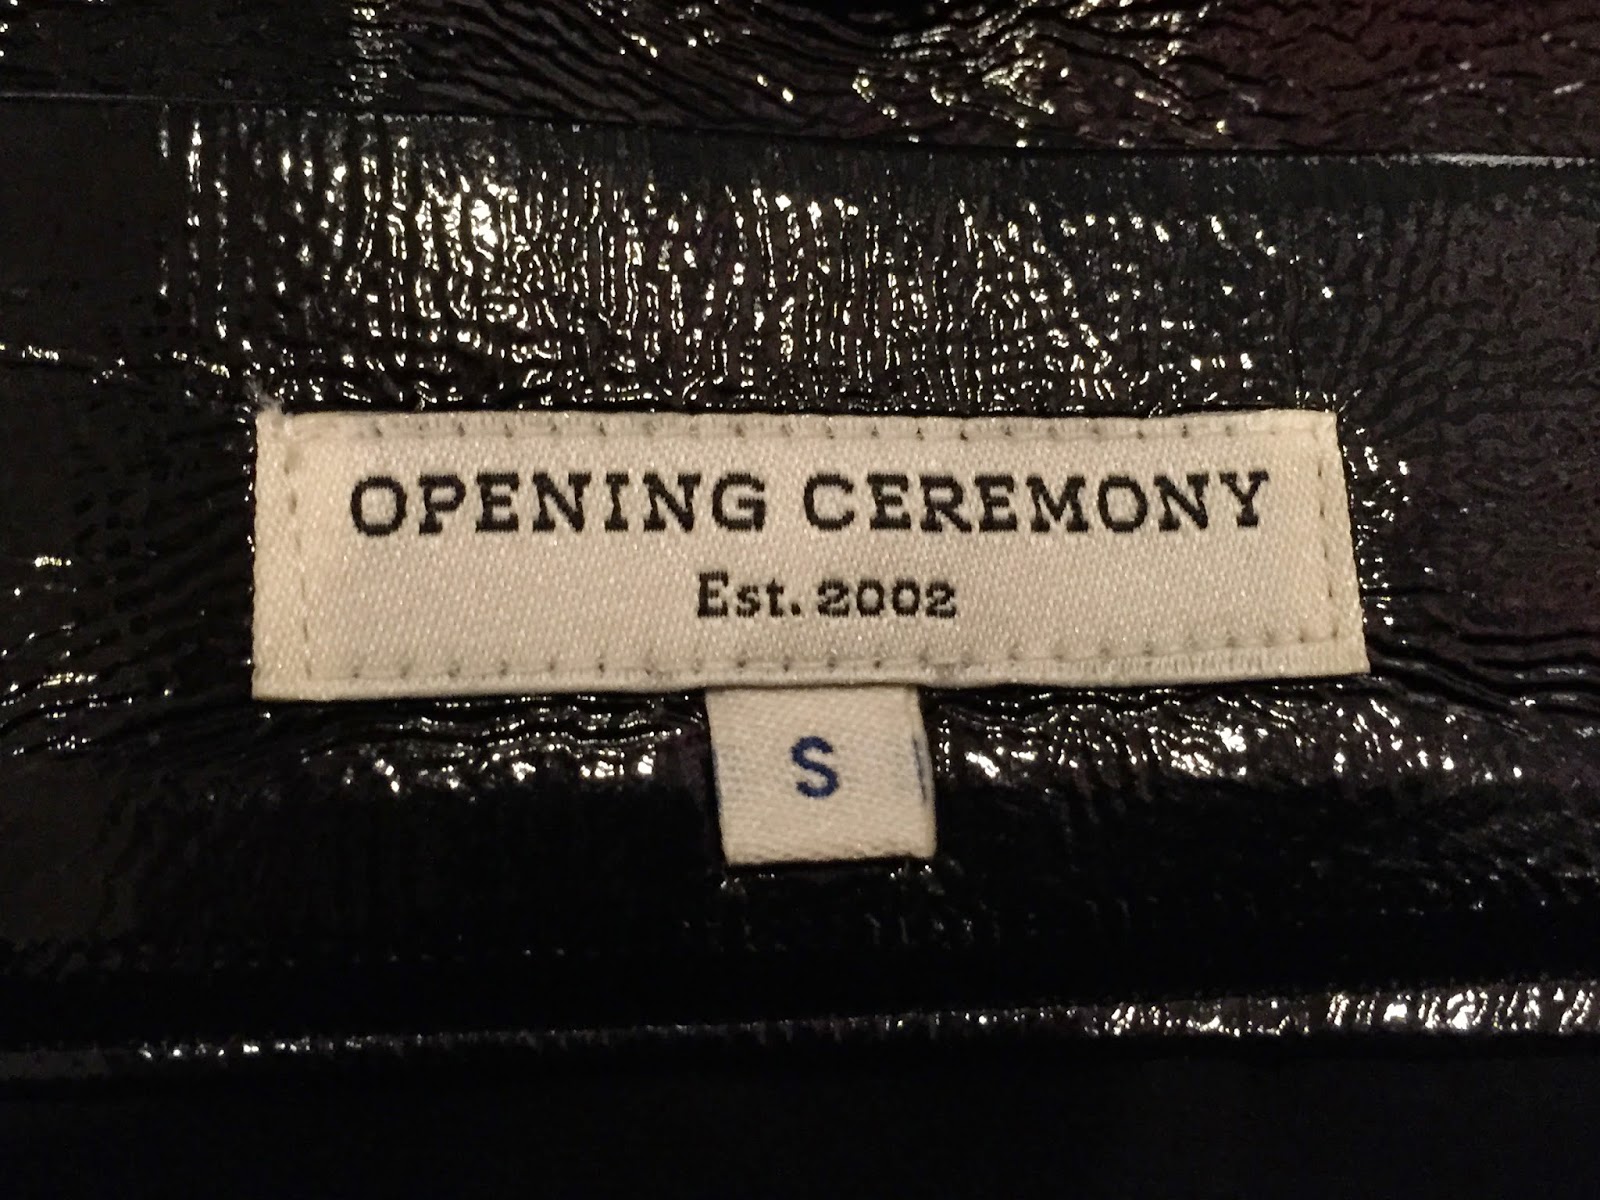 OPENING CEREMONY
Est. 2002
S